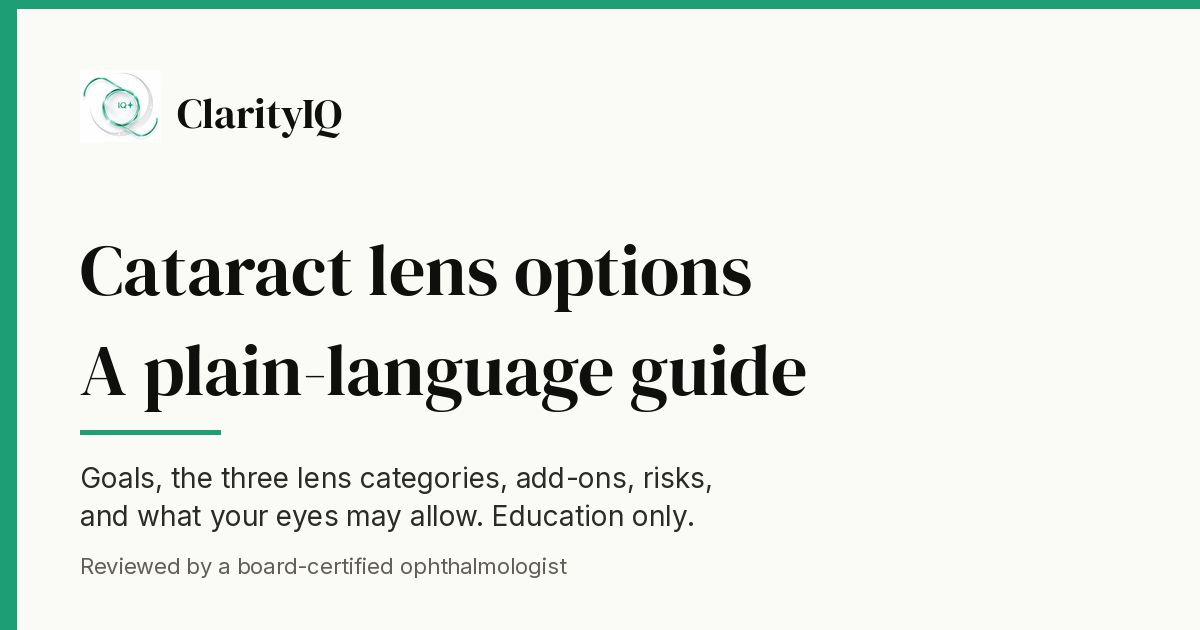 IQ
ClarityIQ
Cataract lens options
A plain-language guide
Goals, the three lens categories, add-ons, risks,
and what your eyes may allow. Education only.
Reviewed by a board-certified ophthalmologist